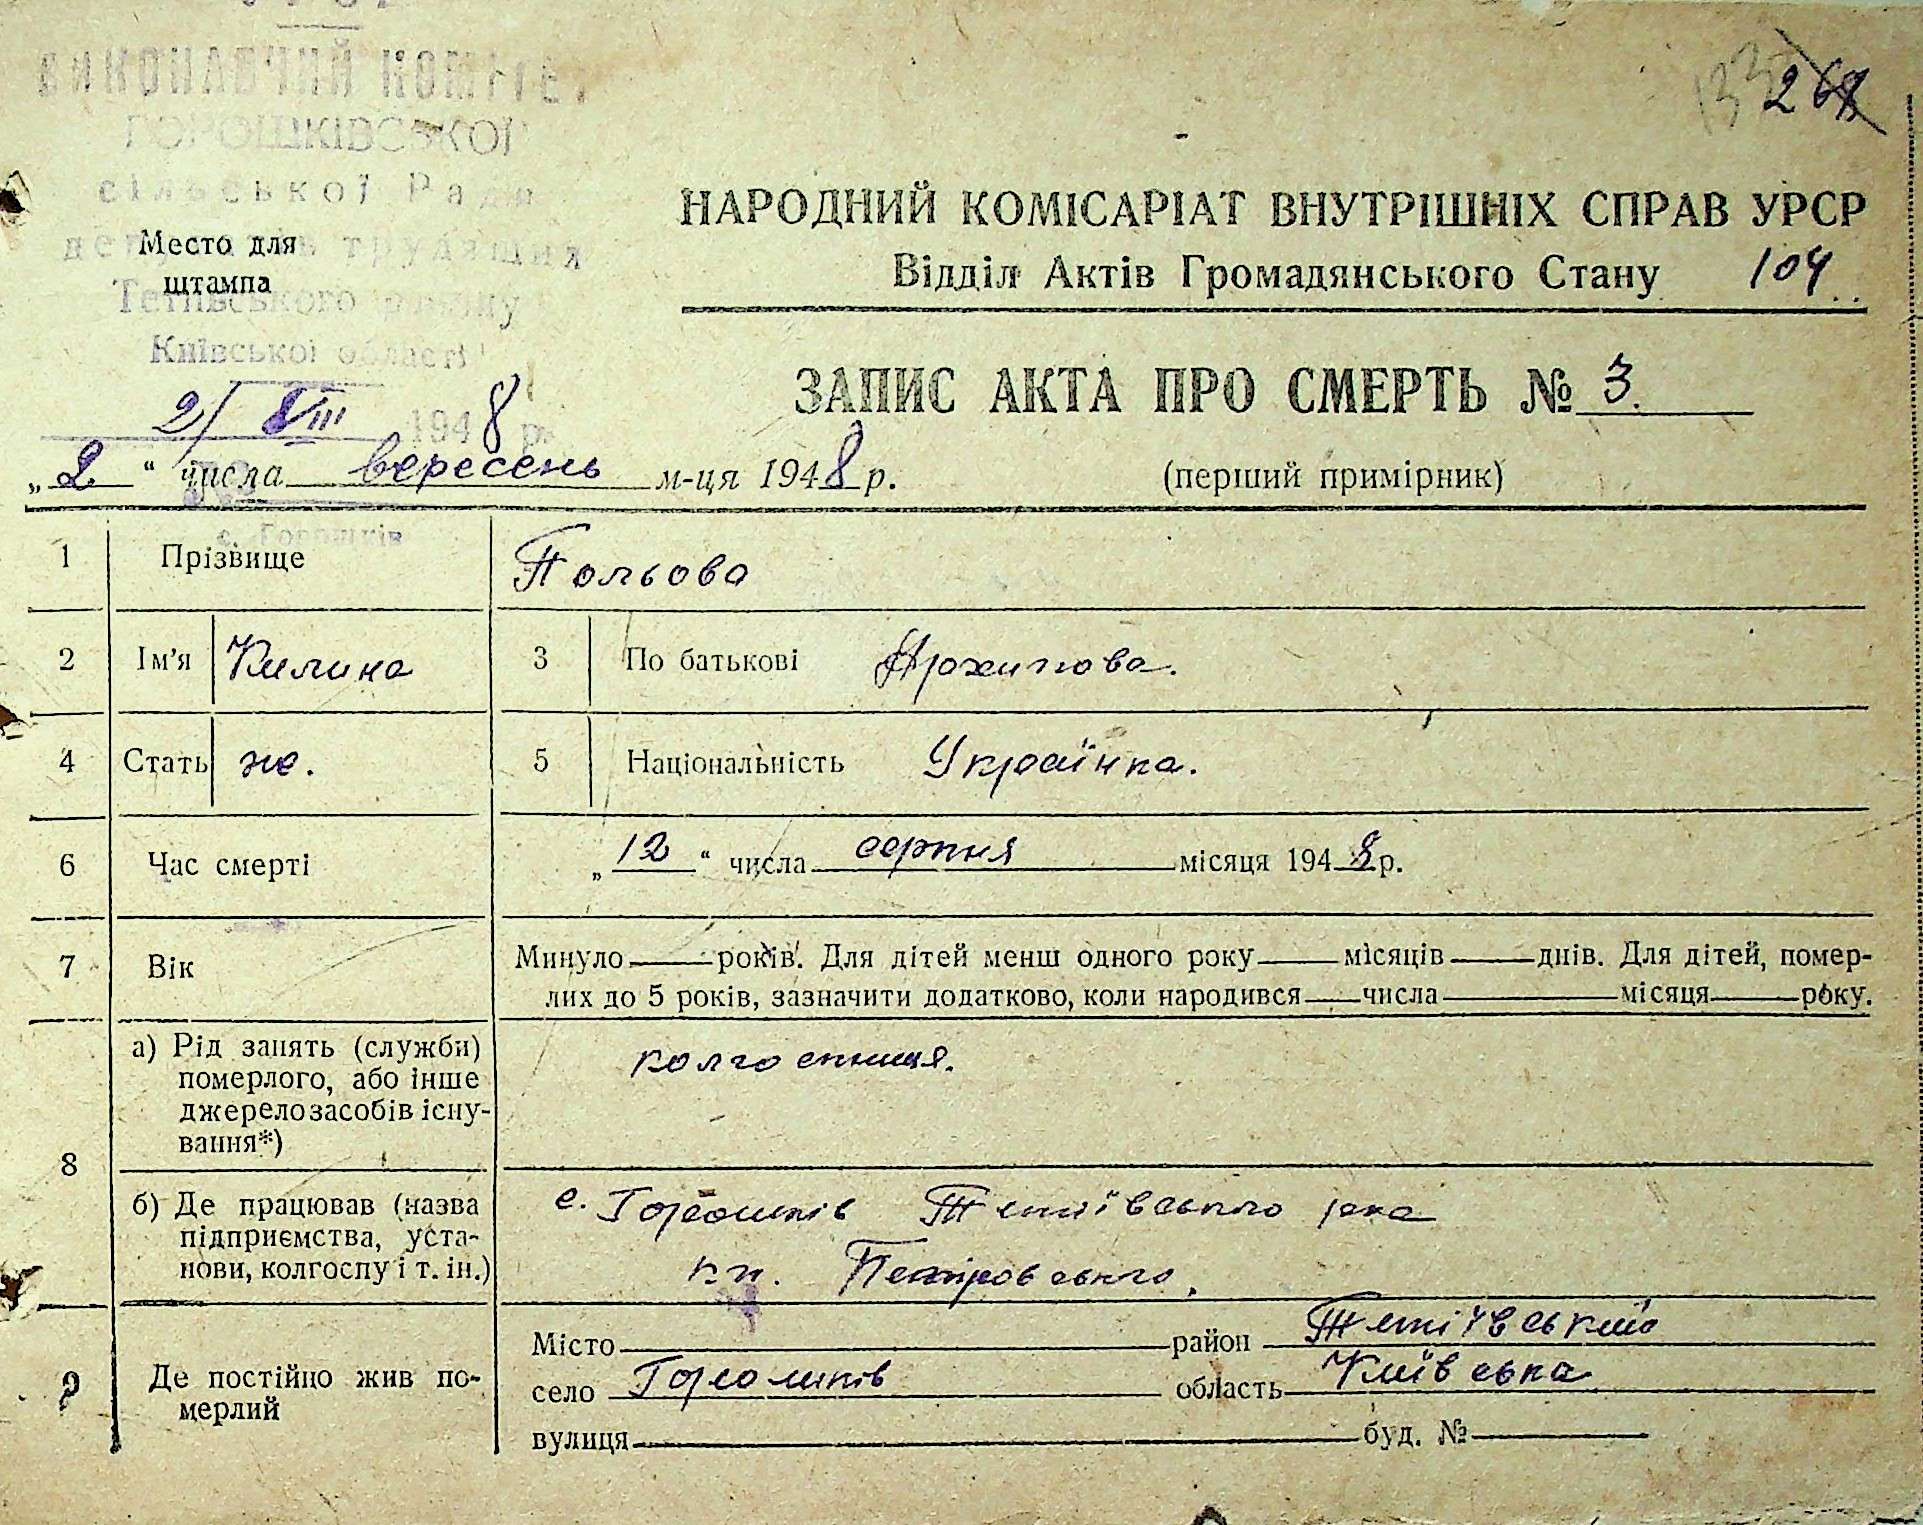 ВИКОНАВЧИЙ КОМІТЕ
ГОРОШКІВСЬКОЇ
сільської Ради
депутатів трудящих
Тетіївського району
Київської області
2/ VIII 1948 р.
с. Горошків
Место для
штампа
268
НАРОДНИЙ КОМІСАРІАТ ВНУТРІШНІХ СПРАВ УРСР
Відділ Актів Громадянського Стану 104
ЗАПИС АКТА ПРО СМЕРТЬ № 3.
„2“ числа вересень м-ця 1948 р.
(перший примірник)
1 Прізвище Польова
2 Ім'я Килина 3 По батькові Архипова.
4 Стать жо. 5 Національність Українка.
6 Час смерті „12“ числа серпня місяця 1948 р.
7 Вік Минуло років. Для дітей менш одного року місяців днів. Для дітей, помер-
лих до 5 років, зазначити додатково, коли народився числа місяця року.
8 а) Рід занять (служби)
померлого, або інше
джерело засобів існу-
вання*)
колгоспниця.
б) Де працював (назва
підприємства, уста-
нови, колгоспу і т. ін.)
с. Горошків Тетіївського р-на
к-п. Петровського.
9 Де постійно жив по-
мерлий
Місто район Тетіївський
село Горошків область Київська
вулиця буд. №